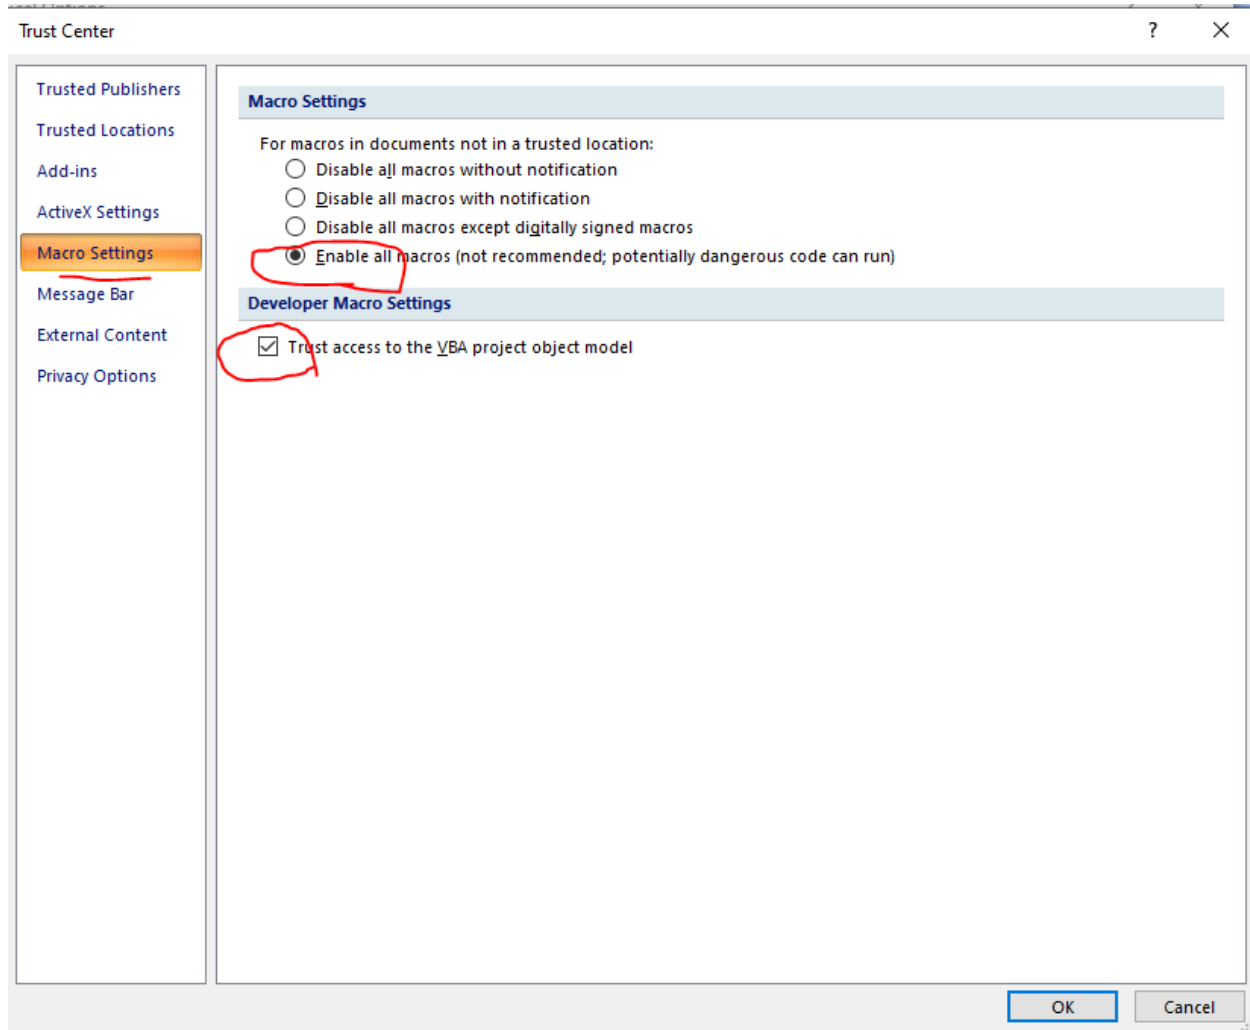 Trust Center
?
Trusted Publishers
Trusted Locations
Add-ins
ActiveX Settings
Macro Settings
Message Bar
External Content
Privacy Options
Macro Settings
For macros in documents not in a trusted location:
Disable all macros without notification
Disable all macros with notification
Disable all macros except digitally signed macros
Enable all macros (not recommended; potentially dangerous code can run)
Developer Macro Settings
Trust access to the VBA project object model
OK
Cancel